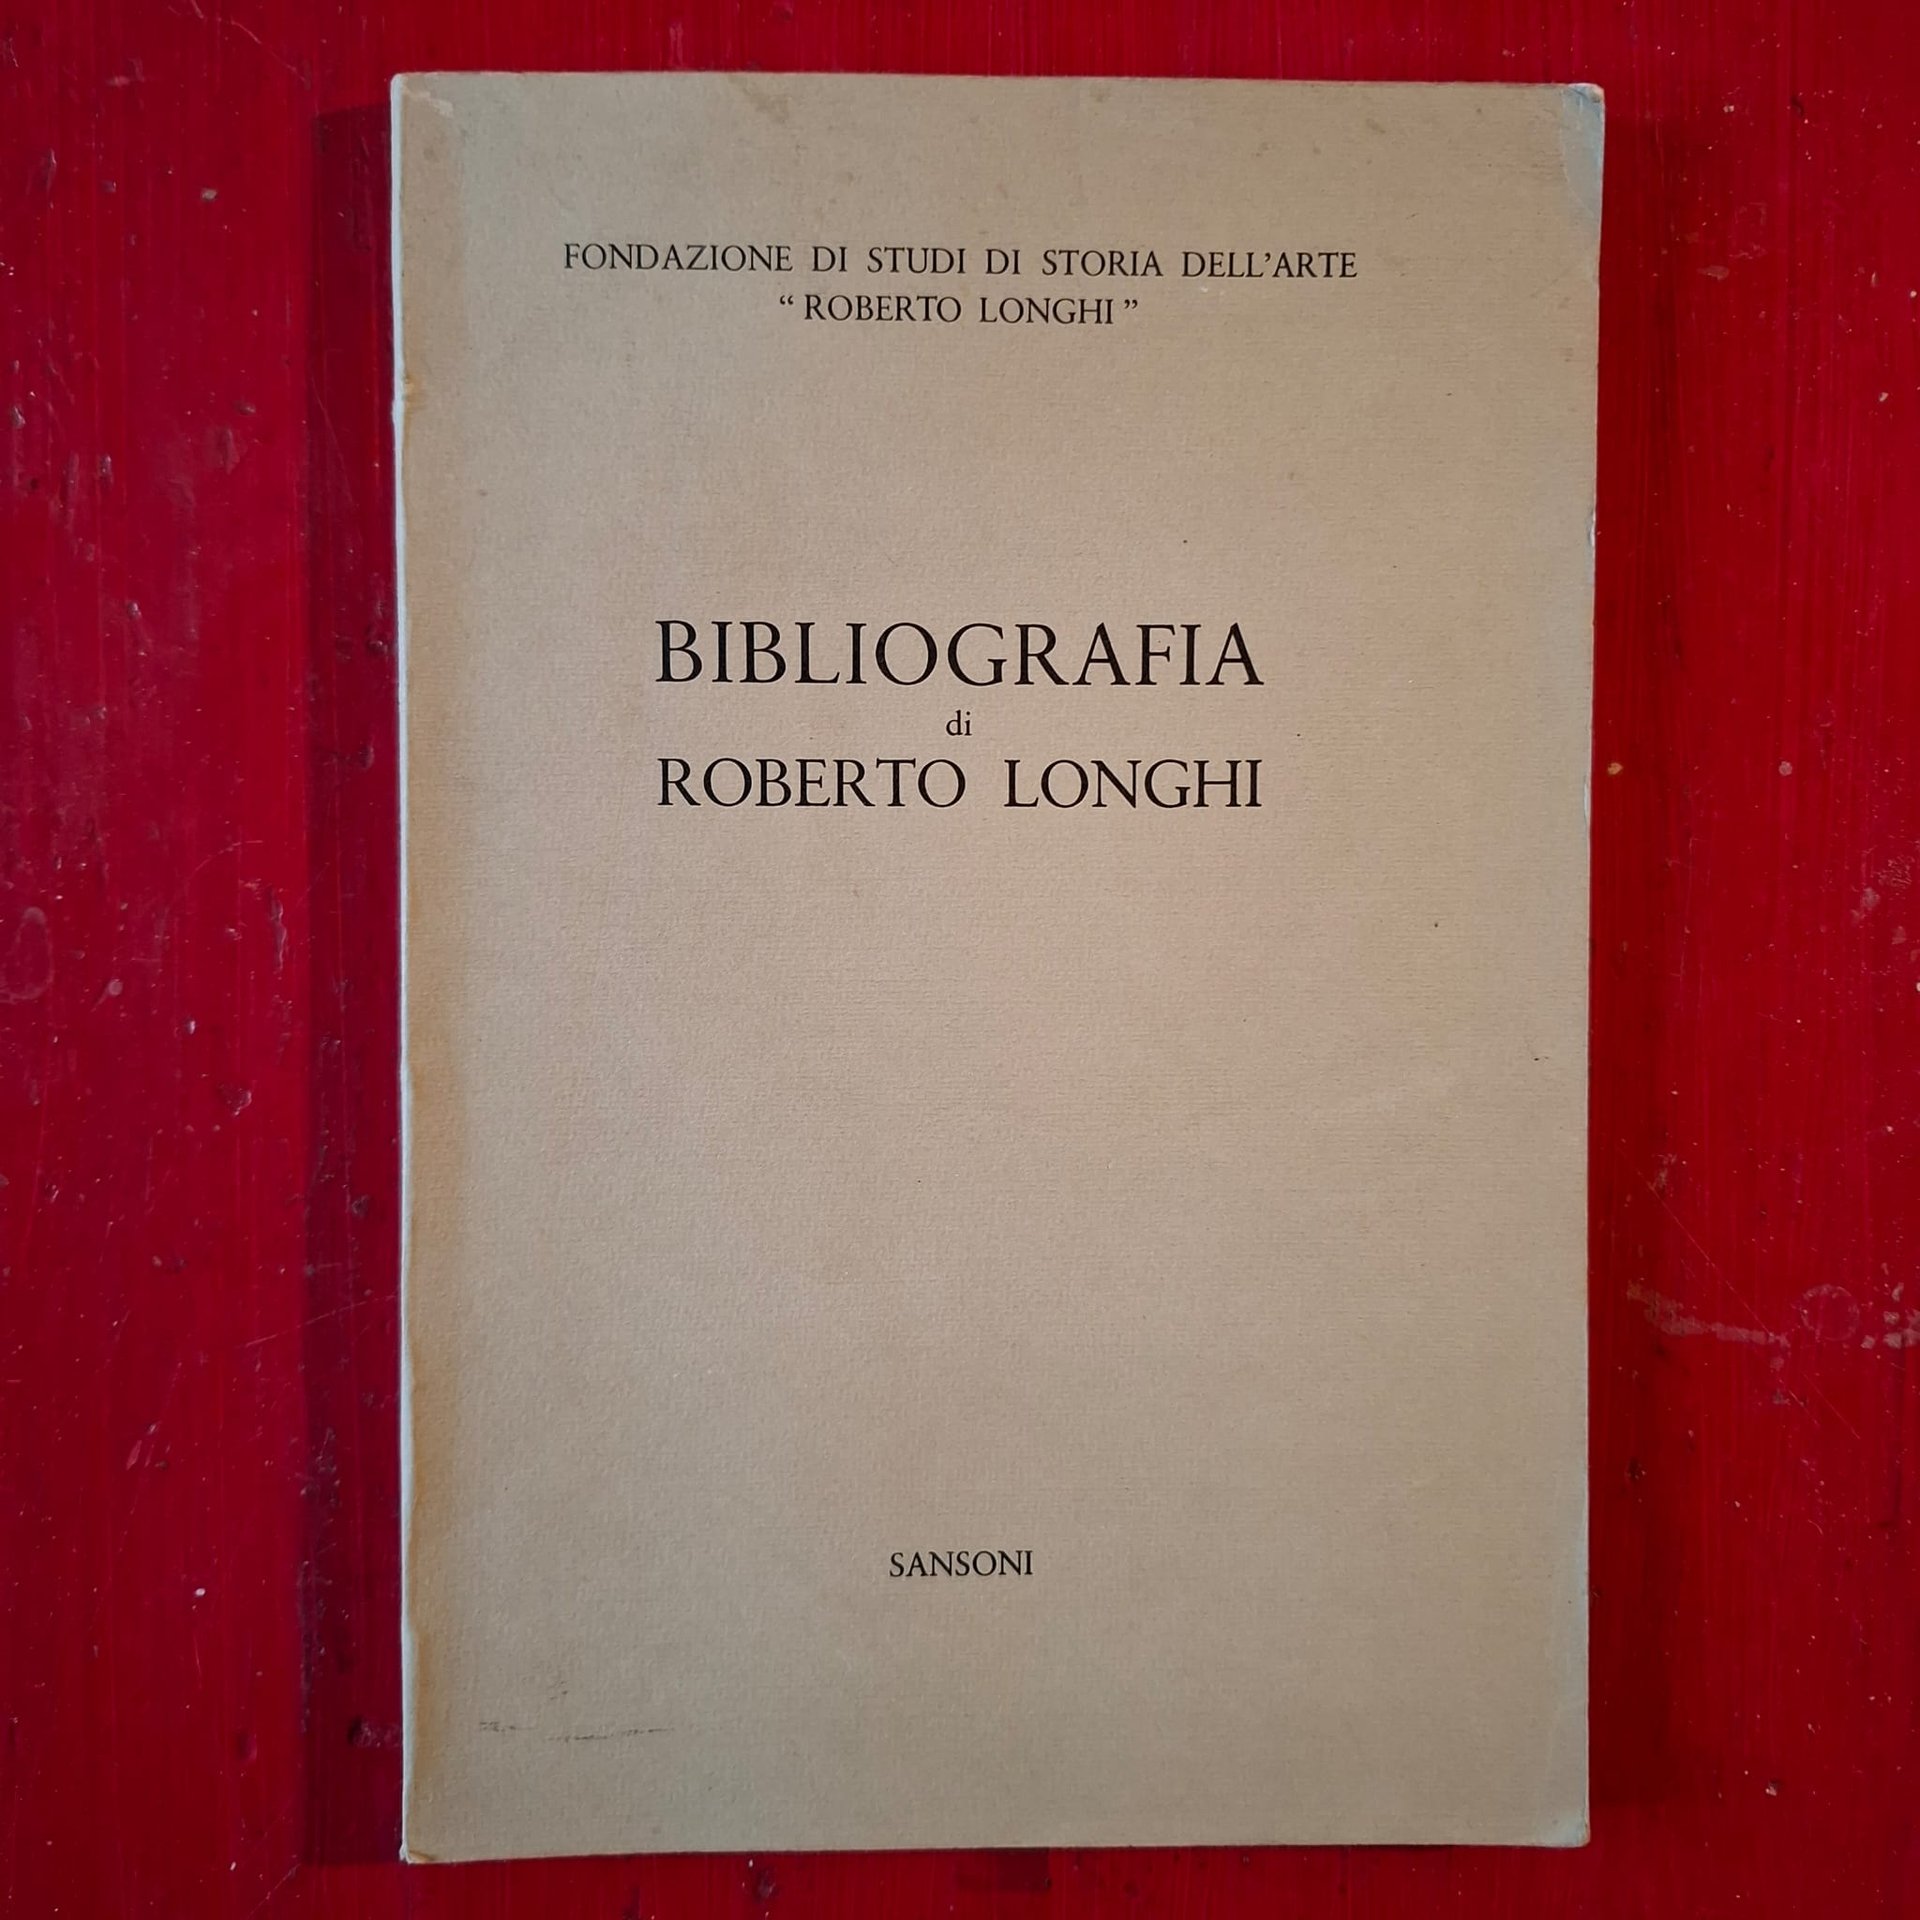 FONDAZIONE DI STUDI DI STORIA DELL'ARTE
“ROBERTO LONGHI”
BIBLIOGRAFIA
di
ROBERTO LONGHI
SANSONI